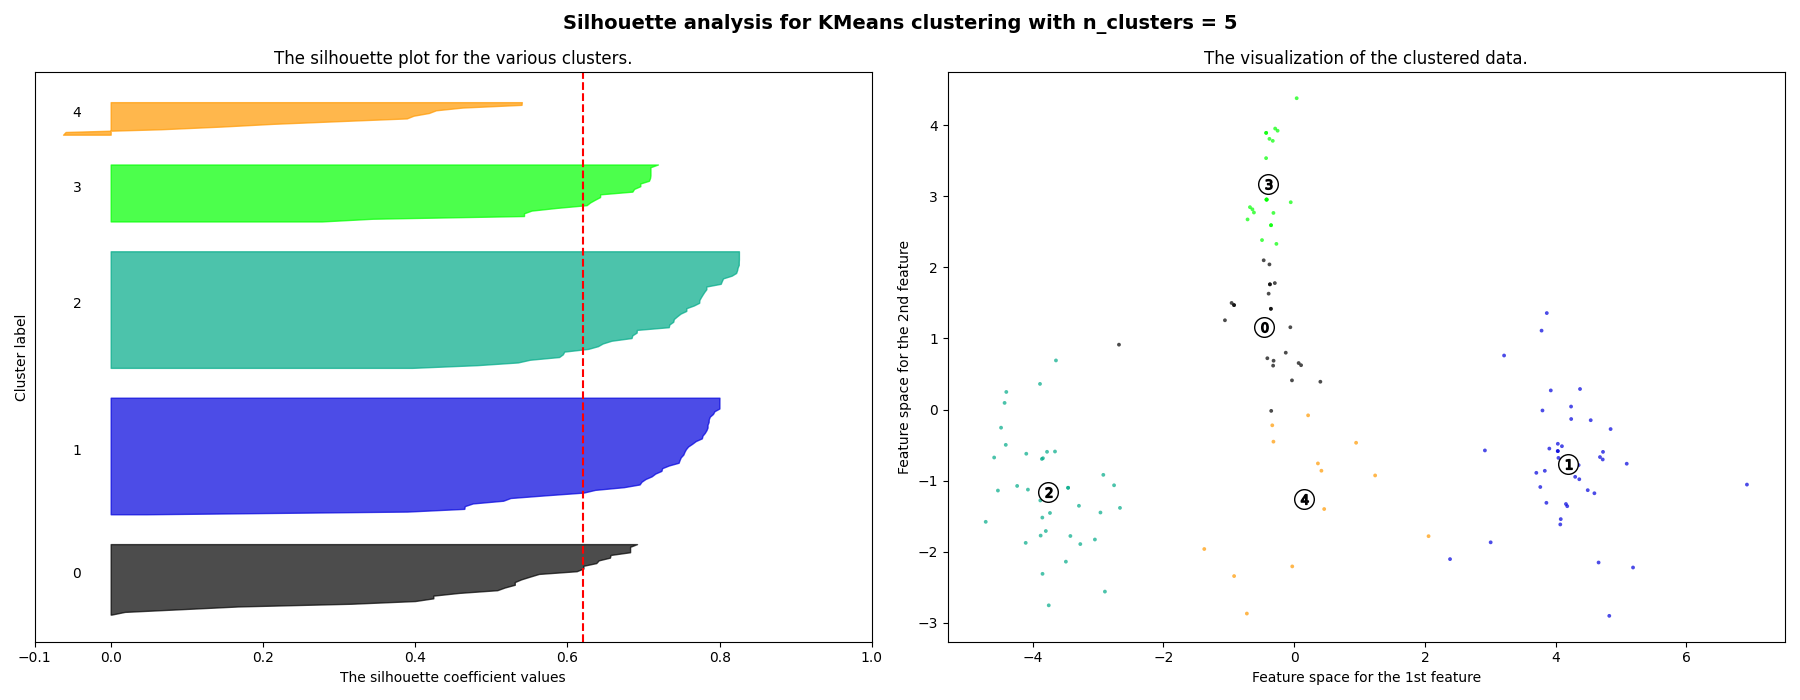 Silhouette analysis for KMeans clustering with n_clusters = 5
The silhouette plot for the various clusters.
Cluster label
4
3
2
1
0
−0.1 0.0 0.2 0.4 0.6 0.8 1.0
The silhouette coefficient values
The visualization of the clustered data.
Feature space for the 2nd feature
4
3
2
1
0
−1
−2
−3
3
0
1
2
4
−4 −2 0 2 4 6
Feature space for the 1st feature